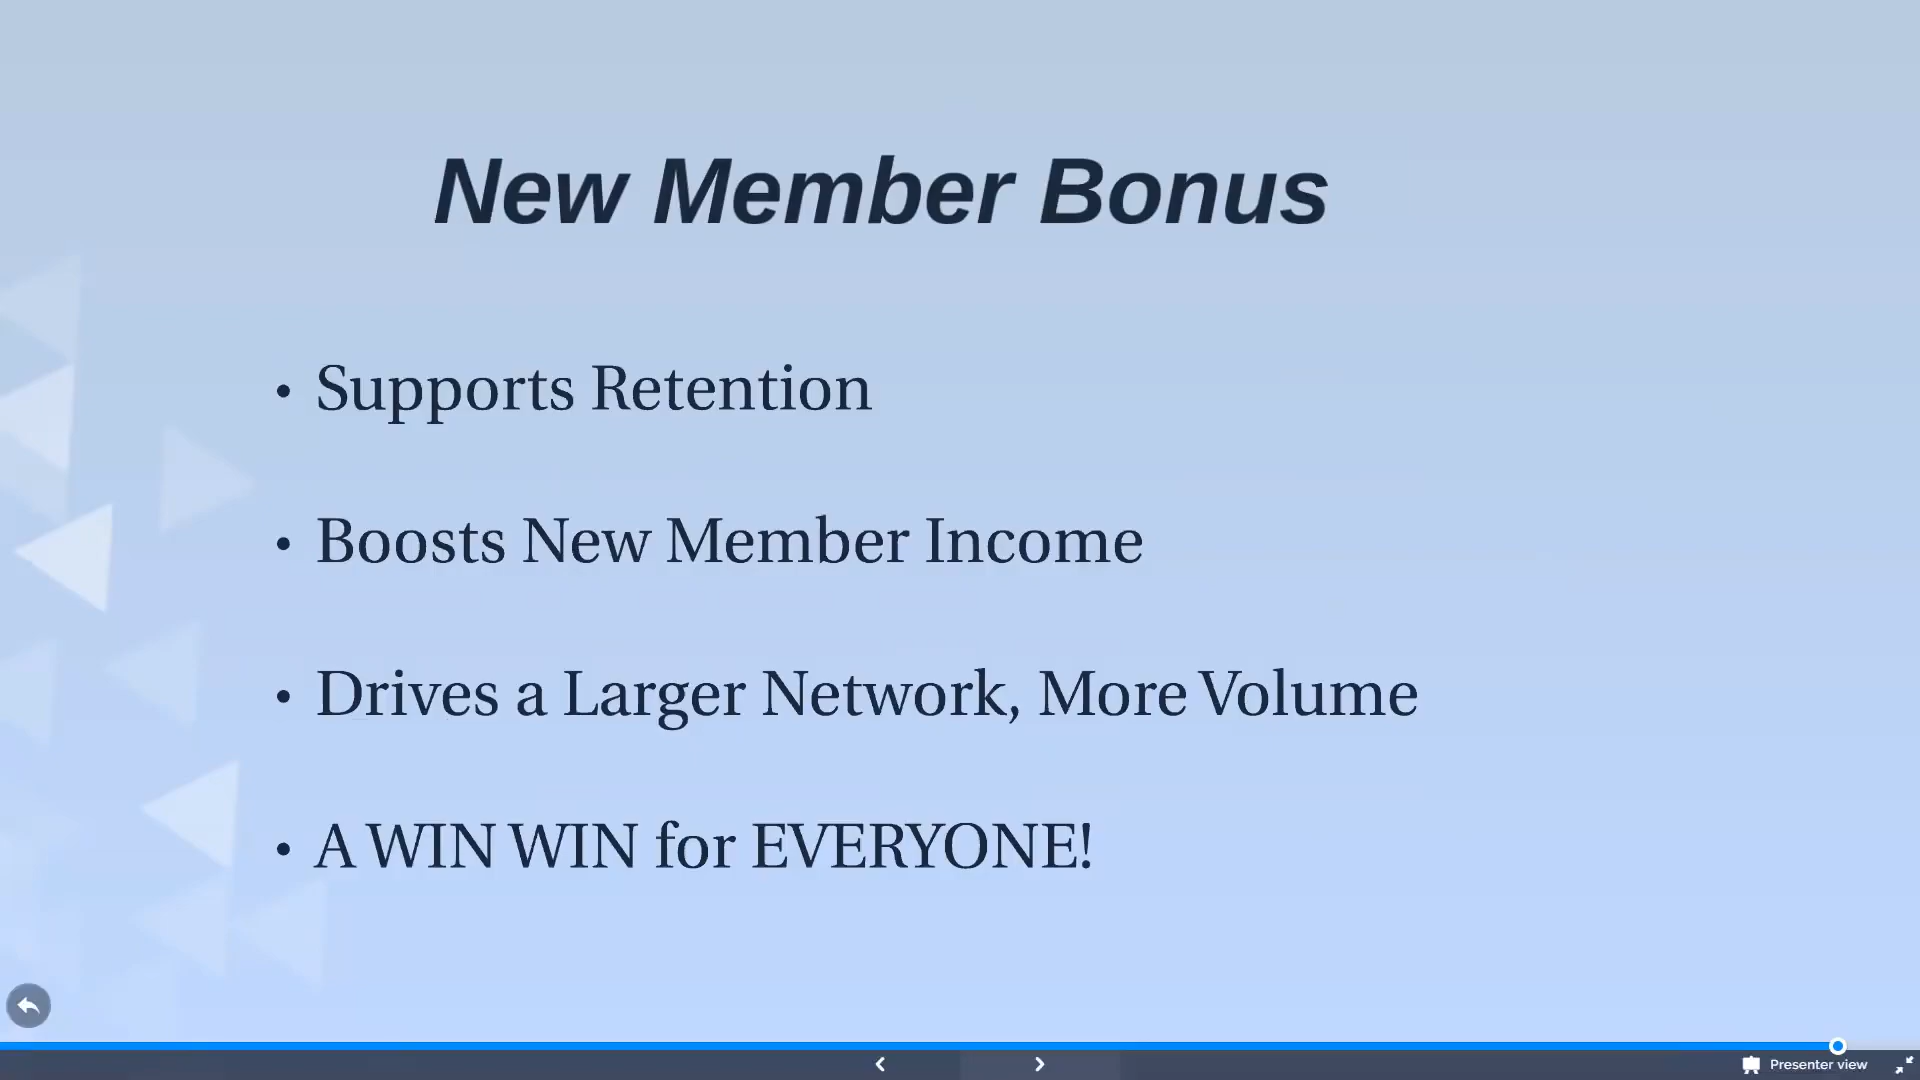 New Member Bonus
• Supports Retention
• Boosts New Member Income
• Drives a Larger Network, More Volume
• A WIN WIN for EVERYONE!
Presenter view